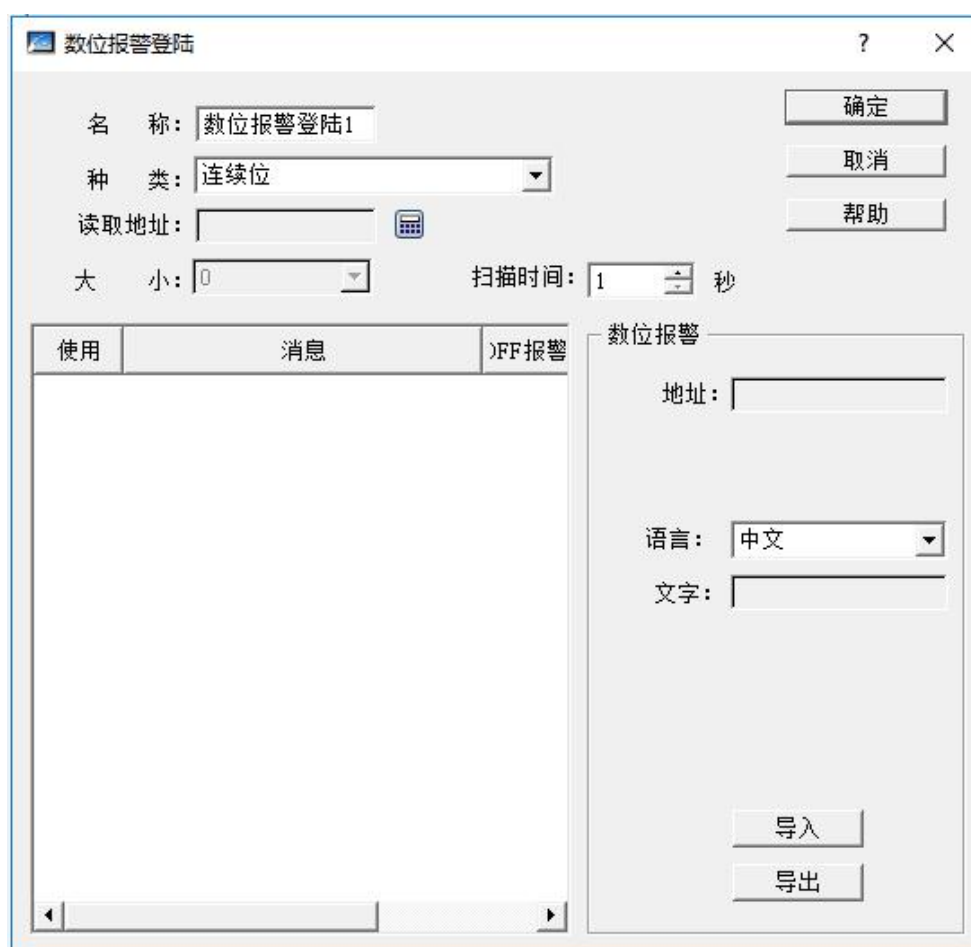 数位报警登陆 ?
名 称: 数位报警登陆1 确定
种 类: 连续位 取消
读取地址: 帮助
大 小: 0 扫描时间: 1 秒
使用 消息 OFF报警 数位报警
地址:
语言: 中文
文字:
导入
导出